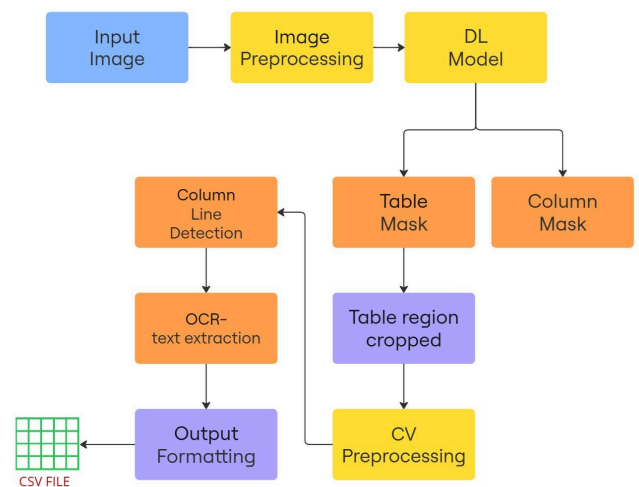 Input
Image
Image
Preprocessing
DL
Model
Table
Mask
Column
Mask
Column
Line
Detection
Table region
cropped
OCR-
text extraction
CV
Preprocessing
Output
Formatting
CSV FILE